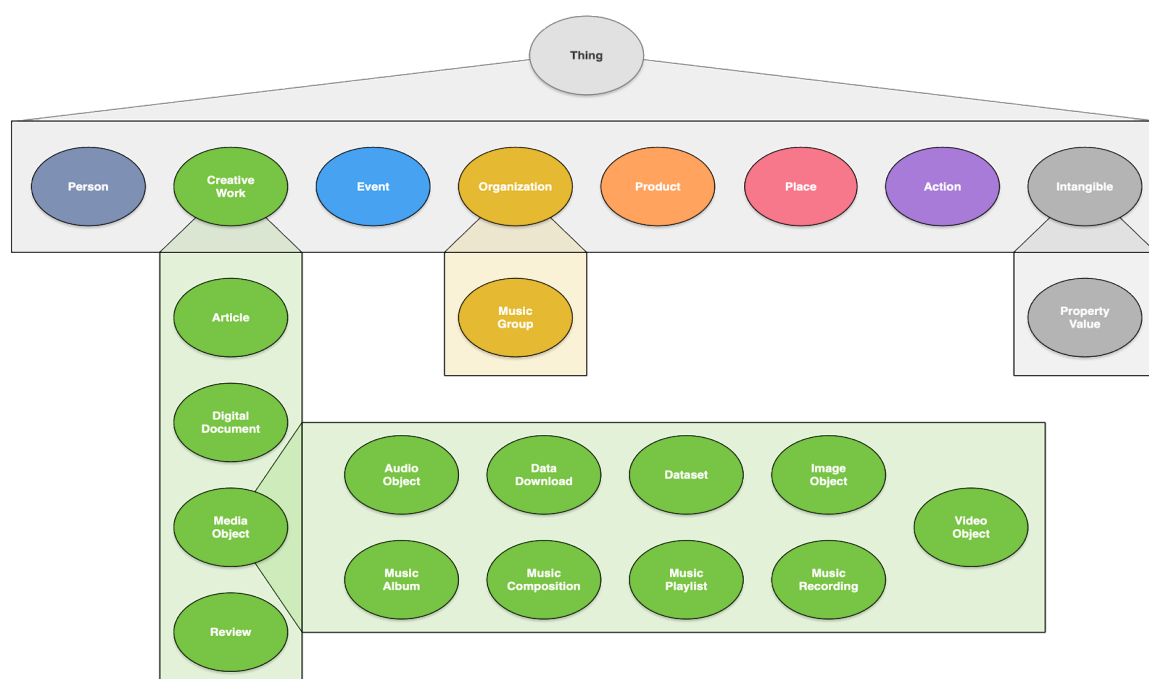 Thing
Person
Creative
Work
Event
Organization
Product
Place
Action
Intangible
Article
Music
Group
Property
Value
Digital
Document
Audio
Object
Data
Download
Dataset
Image
Object
Media
Object
Video
Object
Music
Album
Music
Composition
Music
Playlist
Music
Recording
Review